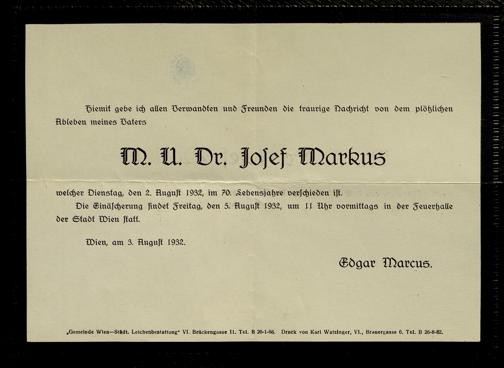 Hiemit gebe ich allen Verwandten und Freunden die traurige Nachricht von dem plötzlichen
Ableben meines Vaters
M. U. Dr. Josef Markus
welcher Dienstag, den 2. August 1932, im 70. Lebensjahre verschieden ist.
Die Einäscherung findet Freitag, den 5. August 1932, um 11 Uhr vormittags in der Feuerhalle
der Stadt Wien statt.
Wien, am 3. August 1932.
Edgar Marcus.
„Gemeinde Wien—Städt. Leichenbestattung“ VI. Brückengasse 11. Tel. B 28-1-86. Druck von Karl Watzinger, VI., Brauergasse 6. Tel. B 26-8-82.